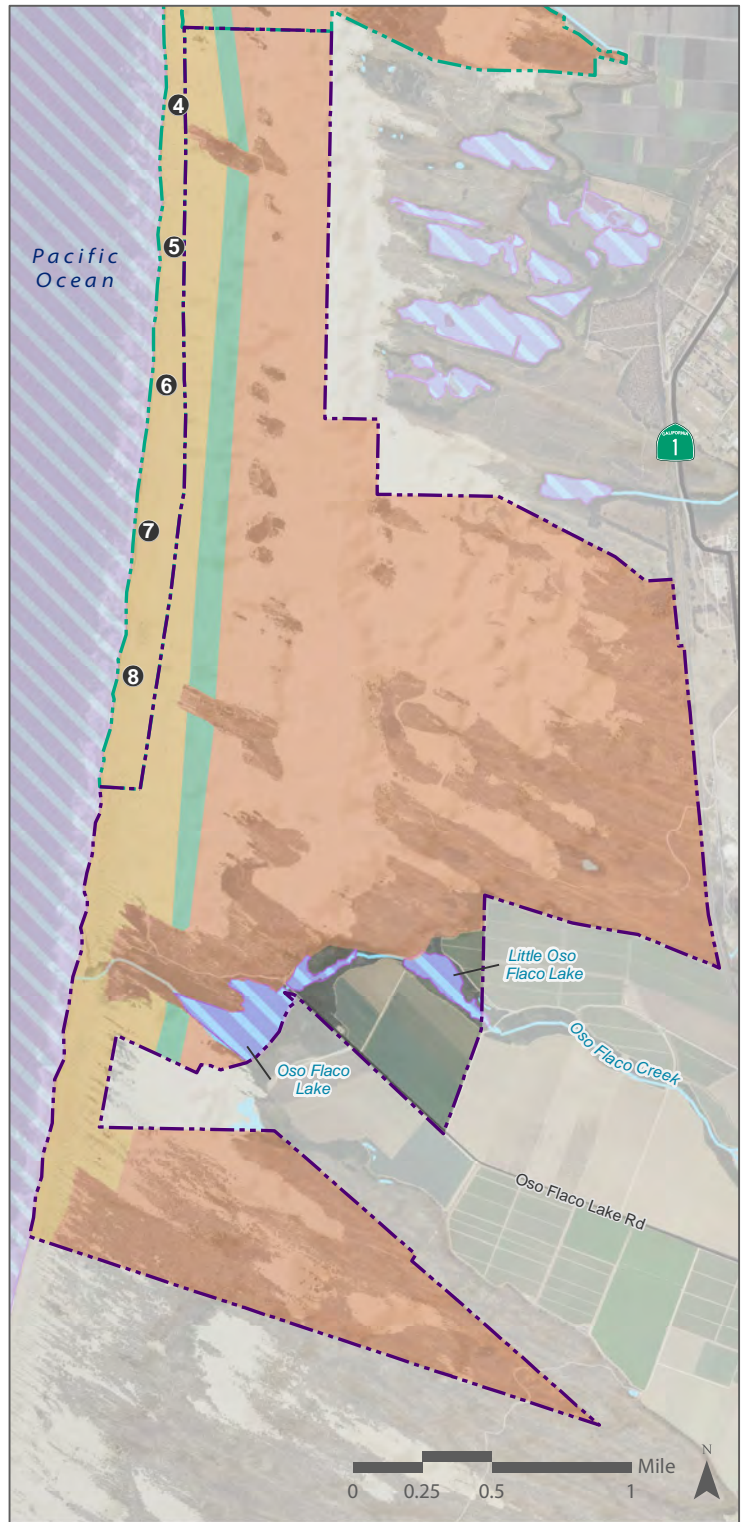 4
5
Pacific
Ocean
6
CALIFORNIA
1
7
8
Little Oso
Flaco Lake
Oso Flaco Creek
Oso Flaco
Lake
Oso Flaco Lake Rd
N
Mile
0 0.25 0.5 1